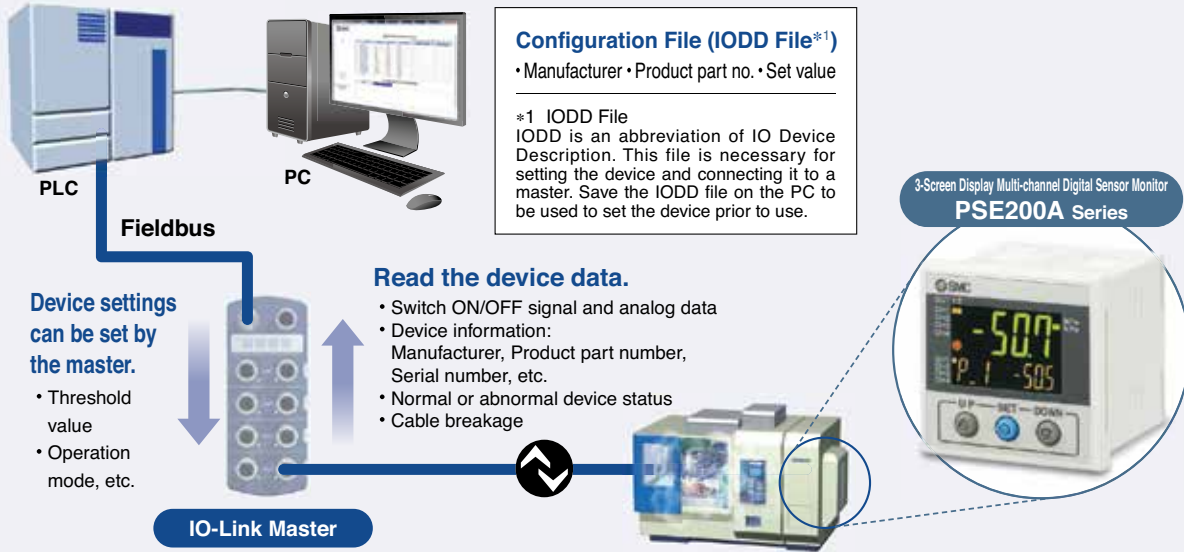 PLC
PC
Fieldbus
Configuration File (IODD File*1)
• Manufacturer • Product part no. • Set value
*1 IODD File
IODD is an abbreviation of IO Device
Description. This file is necessary for
setting the device and connecting it to a
master. Save the IODD file on the PC to
be used to set the device prior to use.
3-Screen Display Multi-channel Digital Sensor Monitor
PSE200A Series
SMC
-50.7
P_1 -50.5
UP SET DOWN
Device settings
can be set by
the master.
• Threshold
value
• Operation
mode, etc.
Read the device data.
• Switch ON/OFF signal and analog data
• Device information:
Manufacturer, Product part number,
Serial number, etc.
• Normal or abnormal device status
• Cable breakage
IO-Link Master